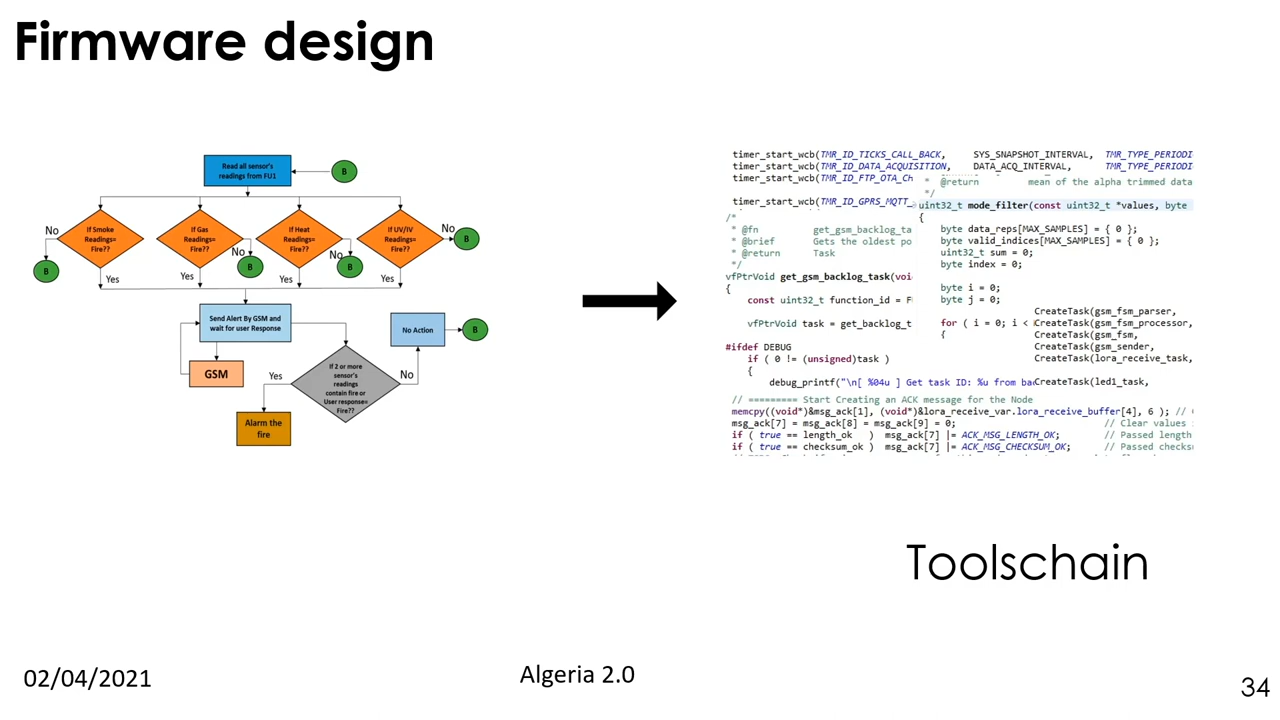 Firmware design
Read all sensor's
readings from FU1
B
If Smoke
Readings=
Fire??
If Gas
Readings=
Fire??
If Heat
Readings=
Fire??
If UV/IV
Readings=
Fire??
No
B
No
B
No
B
No
B
Yes
Yes
Yes
Yes
Send Alert By GSM and
wait for user Response
GSM
No Action
B
If 2 or more
sensor's
readings
contain fire or
User response=
Fire??
Yes
No
Alarm the
fire
timer_start_wcb(TMR_ID_TICKS_CALL_BACK, SYS_SNAPSHOT_INTERVAL, TMR_TYPE_PERIODI
timer_start_wcb(TMR_ID_DATA_ACQUISITION, DATA_ACQ_INTERVAL, TMR_TYPE_PERIODI
timer_start_wcb(TMR_ID_FTP_OTA_Ch
timer_start_wcb(TMR_ID_GPRS_MQTT_
/*
* @fn get_gsm_backlog_ta
* @brief Gets the oldest po
* @return Task
*/
vfPtrVoid get_gsm_backlog_task(voi
{
const uint32_t function_id = F
vfPtrVoid task = get_backlog_t
#ifdef DEBUG
if ( 0 != (unsigned)task )
{
debug_printf("\n[ %04u ] Get task ID: %u from ba
* @return mean of the alpha trimmed data
*/
uint32_t mode_filter(const uint32_t *values, byte
{
byte data_reps[MAX_SAMPLES] = { 0 };
byte valid_indices[MAX_SAMPLES] = { 0 };
uint32_t sum = 0;
byte index = 0;
byte i = 0;
byte j = 0;
for ( i = 0; i <
{
CreateTask(gsm_fsm_parser,
CreateTask(gsm_fsm_processor,
CreateTask(gsm_fsm,
CreateTask(gsm_sender,
CreateTask(lora_receive_task,
CreateTask(led1_task,
// ========= Start Creating an ACK message for the Node
memcpy((void*)&msg_ack[1], (void*)&lora_receive_var.lora_receive_buffer[4], 6 ); //
msg_ack[7] = msg_ack[8] = msg_ack[9] = 0; // Clear values
if ( true == length_ok ) msg_ack[7] |= ACK_MSG_LENGTH_OK; // Passed length
if ( true == checksum_ok ) msg_ack[7] |= ACK_MSG_CHECKSUM_OK; // Passed checks
Toolschain
02/04/2021
Algeria 2.0
34